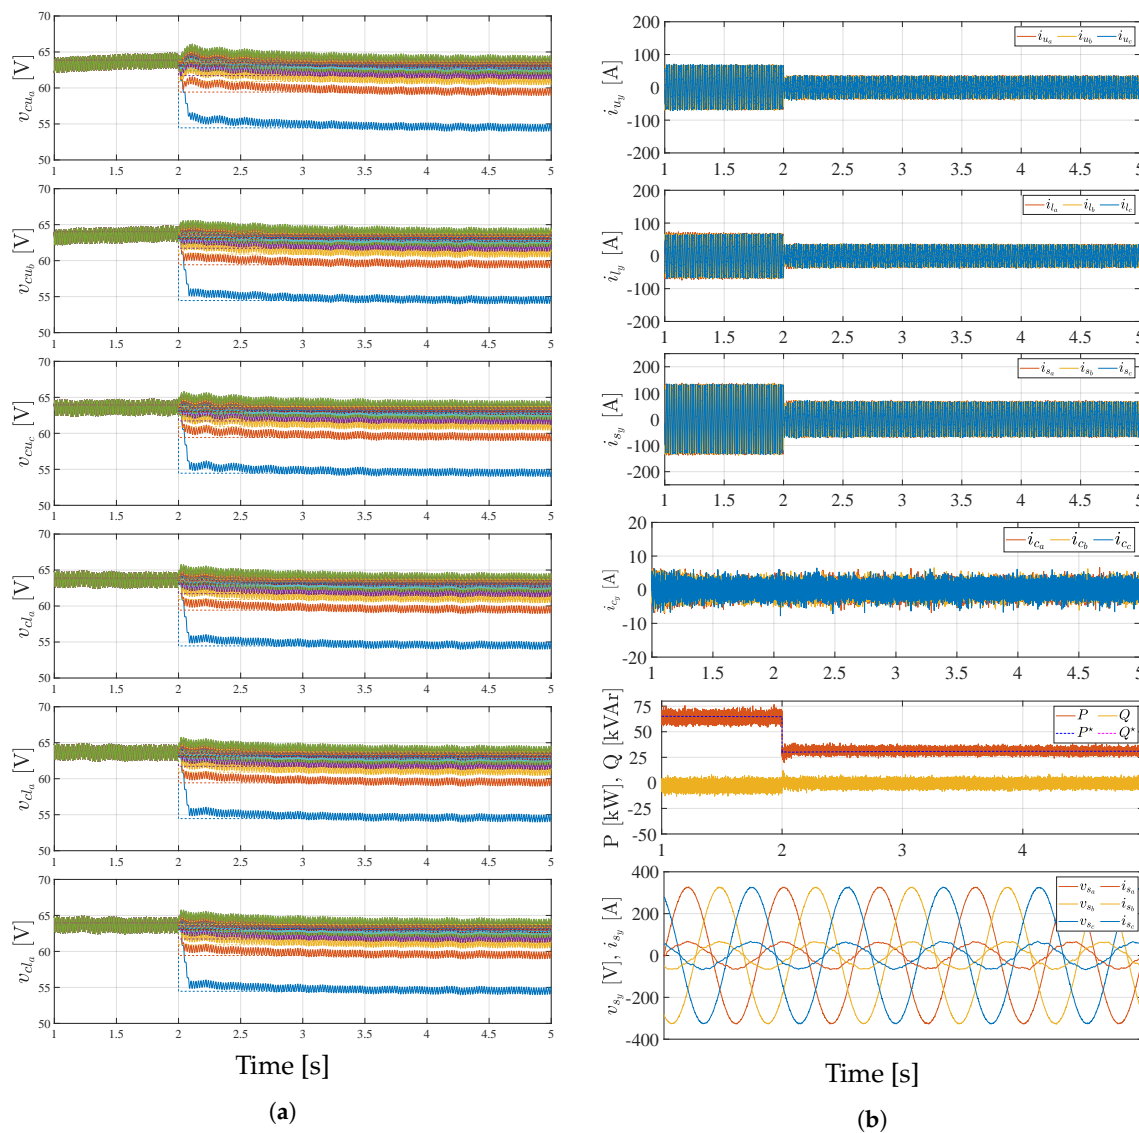 70
65
60
55
50
v_{cu_a} [V]
1 1.5 2 2.5 3 3.5 4 4.5 5
70
65
60
55
50
v_{cu_b} [V]
1 1.5 2 2.5 3 3.5 4 4.5 5
70
65
60
55
50
v_{cu_c} [V]
1 1.5 2 2.5 3 3.5 4 4.5 5
70
65
60
55
50
v_{cl_a} [V]
1 1.5 2 2.5 3 3.5 4 4.5 5
70
65
60
55
50
v_{cl_a} [V]
1 1.5 2 2.5 3 3.5 4 4.5 5
70
65
60
55
50
v_{cl_a} [V]
1 1.5 2 2.5 3 3.5 4 4.5 5
Time [s]
(a)
200
100
0
-100
-200
i_{u_y} [A]
i_{u_a} i_{u_b} i_{u_c}
1 1.5 2 2.5 3 3.5 4 4.5 5
200
100
0
-100
-200
i_{l_y} [A]
i_{l_a} i_{l_b} i_{l_c}
1 1.5 2 2.5 3 3.5 4 4.5 5
200
100
0
-100
-200
i_{s_y} [A]
i_{s_a} i_{s_b} i_{s_c}
1 1.5 2 2.5 3 3.5 4 4.5 5
20
10
0
-10
-20
i_{c_y} [A]
i_{c_a} i_{c_b} i_{c_c}
1 1.5 2 2.5 3 3.5 4 4.5 5
75
50
25
0
-25
-50
P [kW], Q [kVAr]
P Q
P* Q*
1 2 3 4
400
200
0
-200
-400
v_{s_y} [V], i_{s_y} [A]
v_{s_a} i_{s_a}
v_{s_b} i_{s_b}
v_{s_c} i_{s_c}
Time [s]
(b)